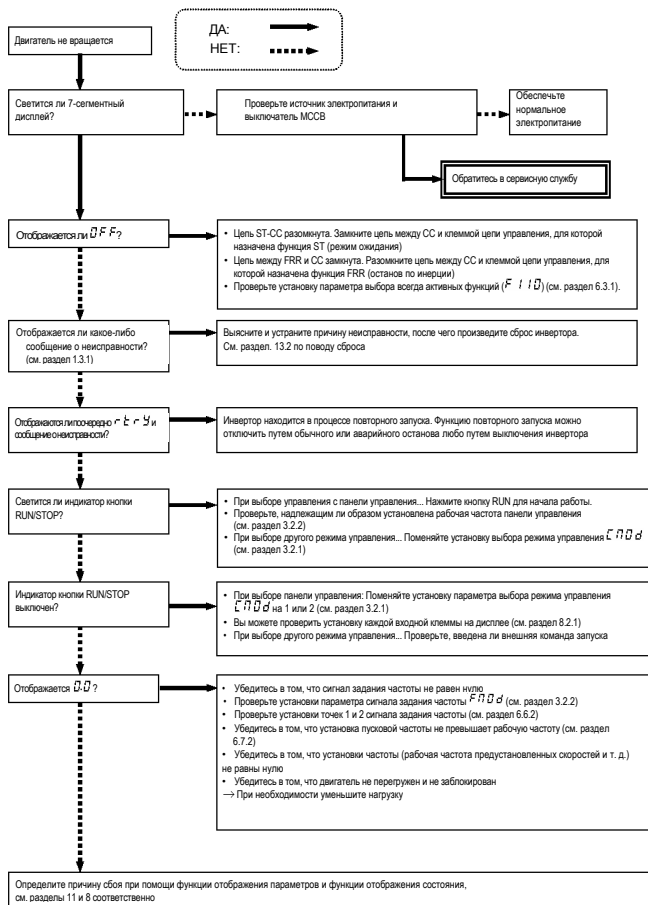 ДА:
НЕТ:
Двигатель не вращается
Светится ли 7-сегментный
дисплей?
Проверьте источник электропитания и
выключатель MCCB
Обеспечьте
нормальное
электропитание
Обратитесь в сервисную службу
Отображается ли OFF?
• Цепь ST-CC разомкнута. Замкните цепь между CC и клеммой цепи управления, для которой
назначена функция ST (режим ожидания)
• Цепь между FRR и CC замкнута. Разомкните цепь между CC и клеммой цепи управления, для
которой назначена функция FRR (останов по инерции)
• Проверьте установку параметра выбора всегда активных функций (F 110) (см. раздел 6.3.1).
Отображается ли какое-либо
сообщение о неисправности?
(см. раздел 1.3.1)
Выясните и устраните причину неисправности, после чего произведите сброс инвертора.
См. раздел. 13.2 по поводу сброса
Отображаются ли поочередно rtrY и
сообщение о неисправности?
Инвертор находится в процессе повторного запуска. Функцию повторного запуска можно
отключить путем обычного или аварийного останова либо путем выключения инвертора
Светится ли индикатор кнопки
RUN/STOP?
• При выборе управления с панели управления... Нажмите кнопку RUN для начала работы.
• Проверьте, надлежащим ли образом установлена рабочая частота панели управления
(см. раздел 3.2.2)
• При выборе другого режима управления... Поменяйте установку выбора режима управления CMOd
(см. раздел 3.2.1)
Индикатор кнопки RUN/STOP
выключен?
• При выборе панели управления: Поменяйте установку параметра выбора режима управления
CMOd на 1 или 2 (см. раздел 3.2.1)
• Вы можете проверить установку каждой входной клеммы на дисплее (см. раздел 8.2.1)
• При выборе другого режима управления... Проверьте, введена ли внешняя команда запуска
Отображается 0.0 ?
• Убедитесь в том, что сигнал задания частоты не равен нулю
• Проверьте установки параметра сигнала задания частоты FMOd (см. раздел 3.2.2)
• Проверьте установки точек 1 и 2 сигнала задания частоты (см. раздел 6.6.2)
• Убедитесь в том, что установка пусковой частоты не превышает рабочую частоту (см. раздел
6.7.2)
• Убедитесь в том, что установки частоты (рабочая частота предустановленных скоростей и т. д.)
не равны нулю
• Убедитесь в том, что двигатель не перегружен и не заблокирован
→ При необходимости уменьшите нагрузку
Определите причину сбоя при помощи функции отображения параметров и функции отображения состояния,
см. разделы 11 и 8 соответственно